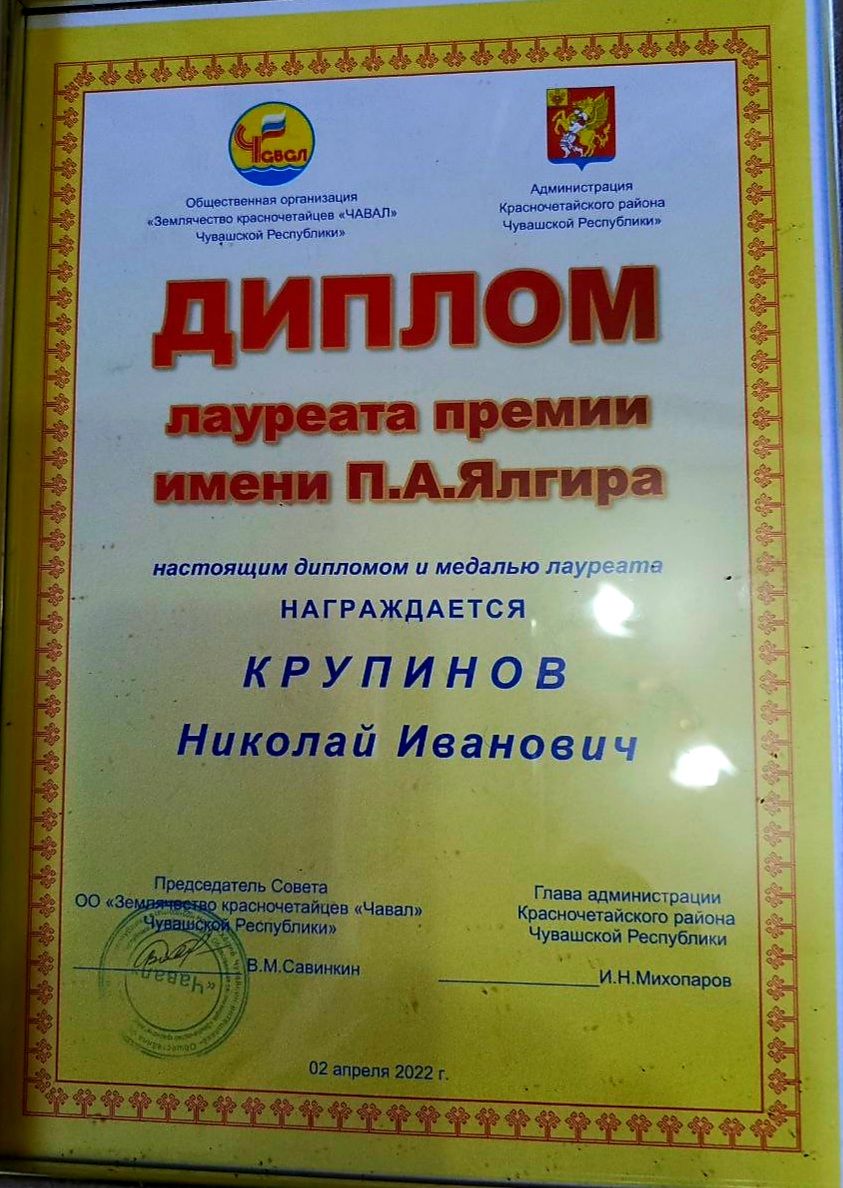 ЧАВАЛ
Общественная организация
«Землячество красночетайцев «ЧАВАЛ»
Чувашской Республики»
Администрация
Красночетайского района
Чувашской Республики»
ДИПЛОМ
лауреата премии
имени П.А.Ялгира
настоящим дипломом и медалью лауреата
НАГРАЖДАЕТСЯ
КРУПИНОВ
Николай Иванович
Председатель Совета
ОО «Землячество красночетайцев «Чавал»
Чувашской Республики»
В.М.Савинкин
«Чавал»
Глава администрации
Красночетайского района
Чувашской Республики
И.Н.Михопаров
02 апреля 2022 г.